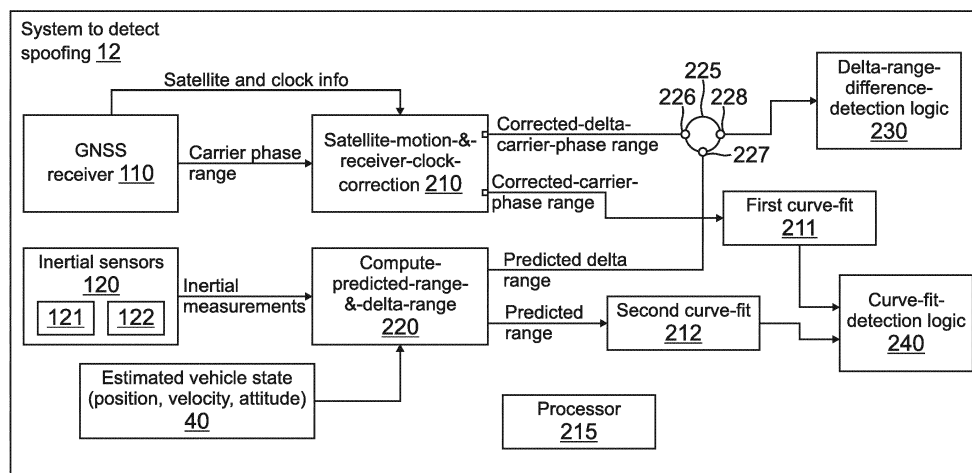 System to detect
spoofing 12
Satellite and clock info
GNSS
receiver 110
Carrier phase
range
Satellite-motion-&-
receiver-clock-
correction 210
Corrected-delta-
carrier-phase range
225
226
228
227
Delta-range-
difference-
detection logic
230
Corrected-carrier-
phase range
First curve-fit
211
Inertial sensors
120
121
122
Inertial
measurements
Compute-
predicted-range-
&-delta-range
220
Predicted delta
range
Predicted
range
Second curve-fit
212
Curve-fit-
detection logic
240
Estimated vehicle state
(position, velocity, attitude)
40
Processor
215